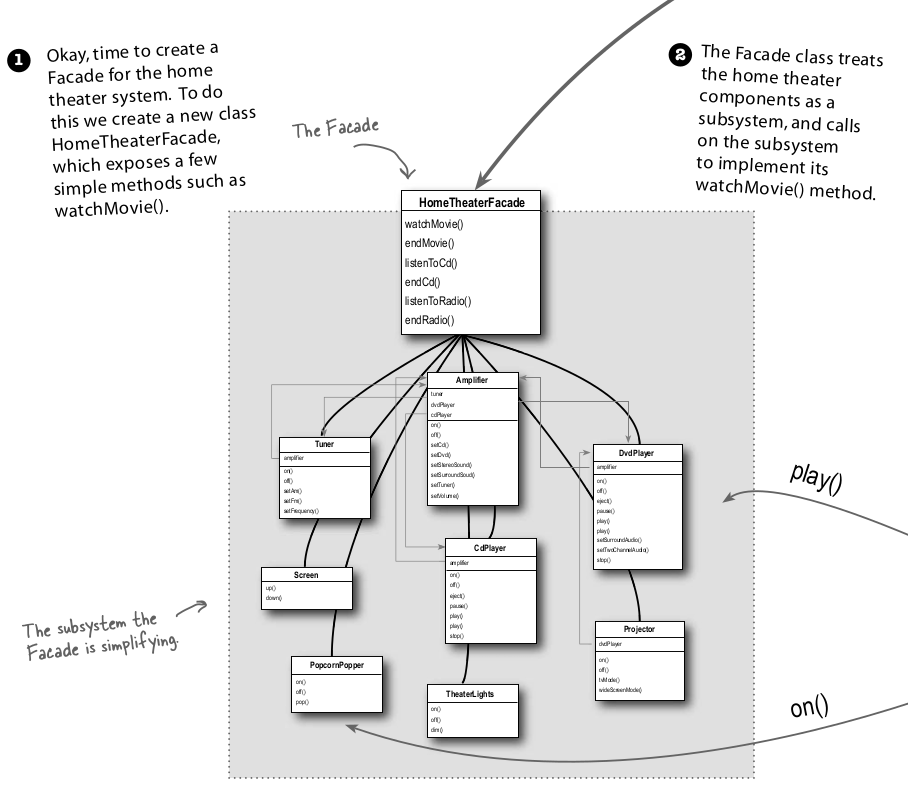 1
Okay, time to create a
Facade for the home
theater system. To do
this we create a new class
HomeTheaterFacade,
which exposes a few
simple methods such as
watchMovie().
2
The Facade class treats
the home theater
components as a
subsystem, and calls
on the subsystem
to implement its
watchMovie() method.
The Facade
HomeTheaterFacade
watchMovie()
endMovie()
listenToCd()
endCd()
listenToRadio()
endRadio()
Amplifier
tuner
dvdPlayer
cdPlayer
on()
off()
setCd()
setDvd()
setStereoSound()
setSurroundSoud()
setTuner()
setVolume()
Tuner
amplifier
on()
off()
setAm()
setFm()
setFrequency()
DvdPlayer
amplifier
on()
off()
eject()
pause()
play()
play()
setSurroundAudio()
setTwoChannelAudio()
stop()
play()
CdPlayer
amplifier
on()
off()
eject()
pause()
play()
play()
stop()
Screen
up()
down()
The subsystem the
Facade is simplifying.
Projector
dvdPlayer
on()
off()
tvMode()
wideScreenMode()
PopcornPopper
on()
off()
pop()
TheaterLights
on()
off()
dim()
on()